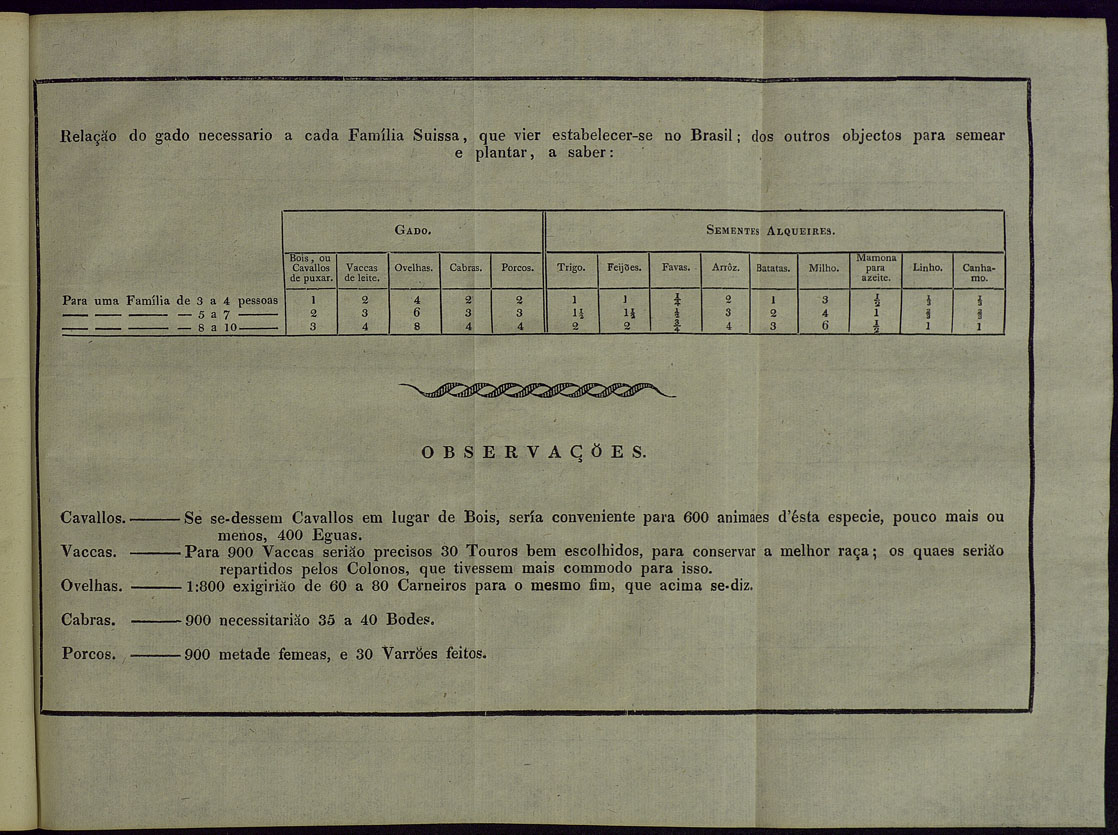 Relação do gado necessario a cada Família Suissa, que vier estabelecer-se no Brasil; dos outros objectos para semear
e plantar, a saber:
GADO. SEMENTES ALQUEIRES.
Bois, ou Cavallos de puxar. Vaccas de leite. Ovelhas. Cabras. Porcos. Trigo. Feijões. Favas. Arrôz. Batatas. Milho. Mamona para azeite. Linho. Canha-mo.
Para uma Família de 3 a 4 pessoas 1 2 4 2 2 1 1 ¼ 2 1 3 ½ ⅓ ⅓
— — — — 5 a 7 — 2 3 6 3 3 1½ 1½ ½ 3 2 4 1 ⅔ ⅔
— — — — 8 a 10 — 3 4 8 4 4 2 2 ¾ 4 3 6 ½ 1 1
OBSERVAÇÕES.
Cavallos. — Se se-dessem Cavallos em lugar de Bois, sería conveniente para 600 animaes d'ésta especie, pouco mais ou
menos, 400 Eguas.
Vaccas. — Para 900 Vaccas serião precisos 30 Touros bem escolhidos, para conservar a melhor raça; os quaes serião
repartidos pelos Colonos, que tivessem mais commodo para isso.
Ovelhas. — 1:800 exigirião de 60 a 80 Carneiros para o mesmo fim, que acima se-diz.
Cabras. — 900 necessitarião 35 a 40 Bodes.
Porcos. — 900 metade femeas, e 30 Varrões feitos.